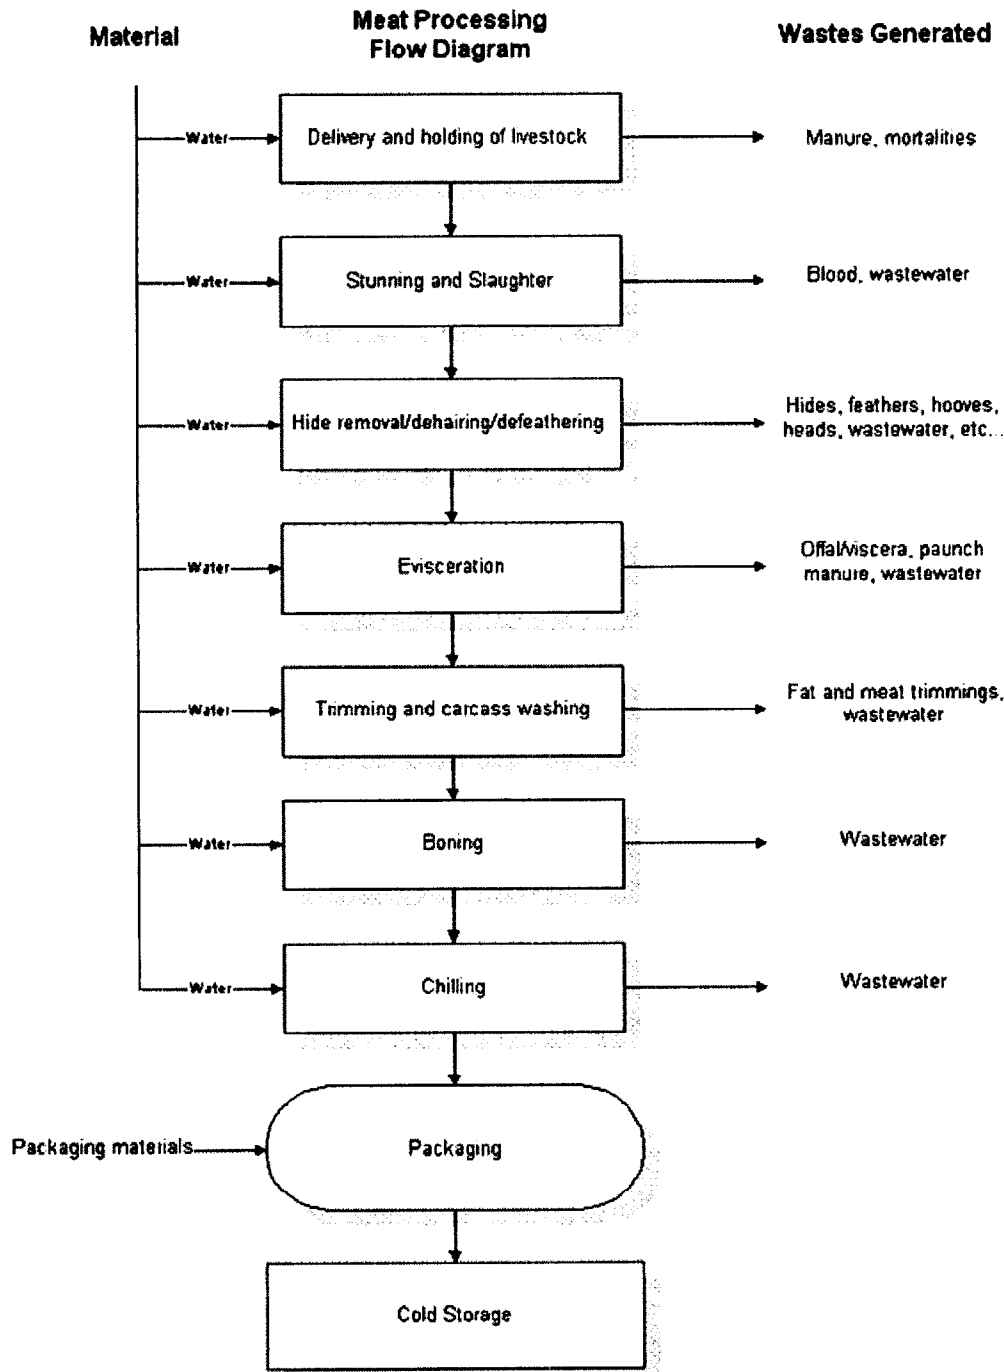 Material
Meat Processing
Flow Diagram
Wastes Generated
Water
Delivery and holding of livestock
Manure, mortalities
Water
Stunning and Slaughter
Blood, wastewater
Water
Hide removal/dehairing/defeathering
Hides, feathers, hooves,
heads, wastewater, etc...
Water
Evisceration
Offal/viscera, paunch
manure, wastewater
Water
Trimming and carcass washing
Fat and meat trimmings,
wastewater
Water
Boning
Wastewater
Water
Chilling
Wastewater
Packaging materials
Packaging
Cold Storage